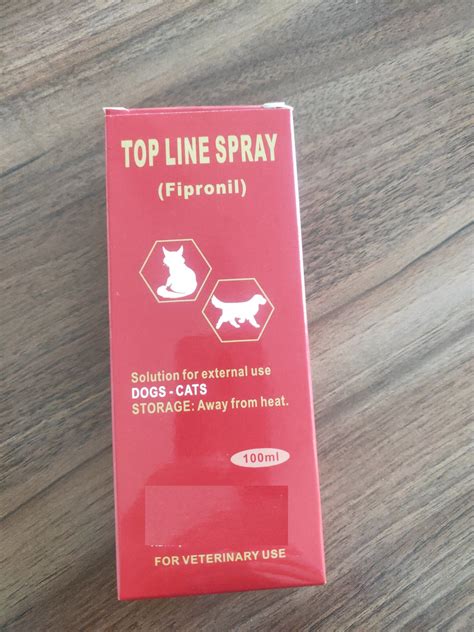 TOP LINE SPRAY
(Fipronil)
Solution for external use
DOGS - CATS
STORAGE: Away from heat.
100ml
FOR VETERINARY USE